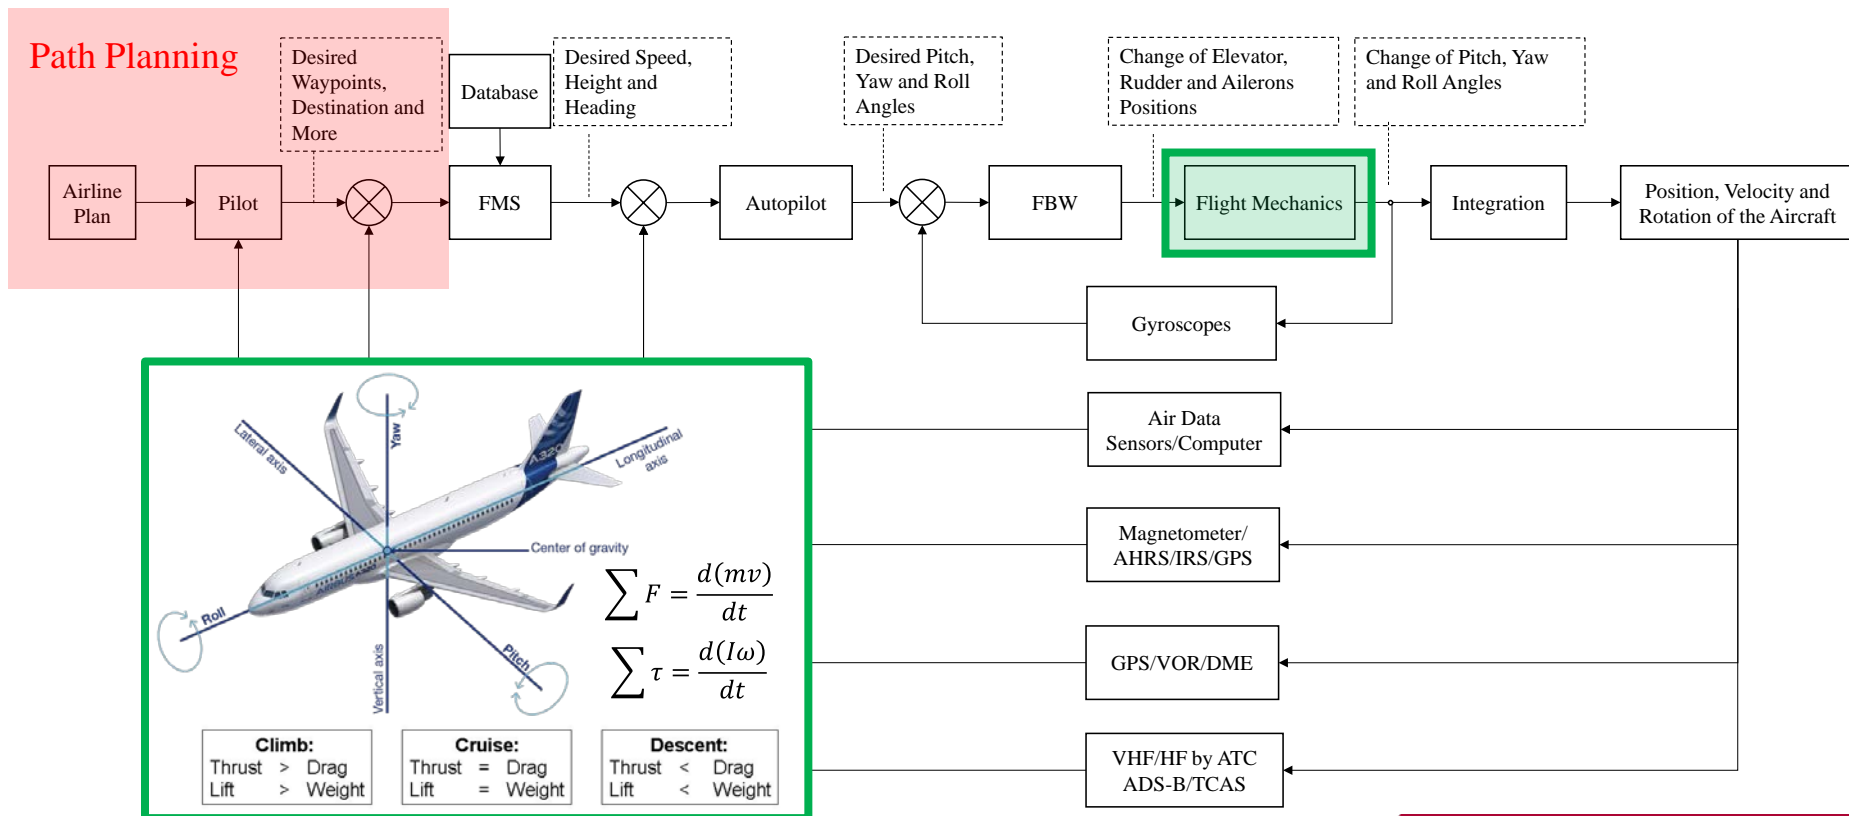 Path Planning
Desired
Waypoints,
Destination and
More
Database
Desired Speed,
Height and
Heading
Desired Pitch,
Yaw and Roll
Angles
Change of Elevator,
Rudder and Ailerons
Positions
Change of Pitch, Yaw
and Roll Angles
Airline
Plan
Pilot
FMS
Autopilot
FBW
Flight Mechanics
Integration
Position, Velocity and
Rotation of the Aircraft
Gyroscopes
Air Data
Sensors/Computer
Magnetometer/
AHRS/IRS/GPS
GPS/VOR/DME
VHF/HF by ATC
ADS-B/TCAS
Lateral axis
Yaw
A320
Longitudinal
axis
Center of gravity
AIRBUS A320
Roll
Vertical axis
Pitch
∑ F = d(mv)/dt
∑ τ = d(Iω)/dt
Climb:
Thrust > Drag
Lift > Weight
Cruise:
Thrust = Drag
Lift = Weight
Descent:
Thrust < Drag
Lift < Weight